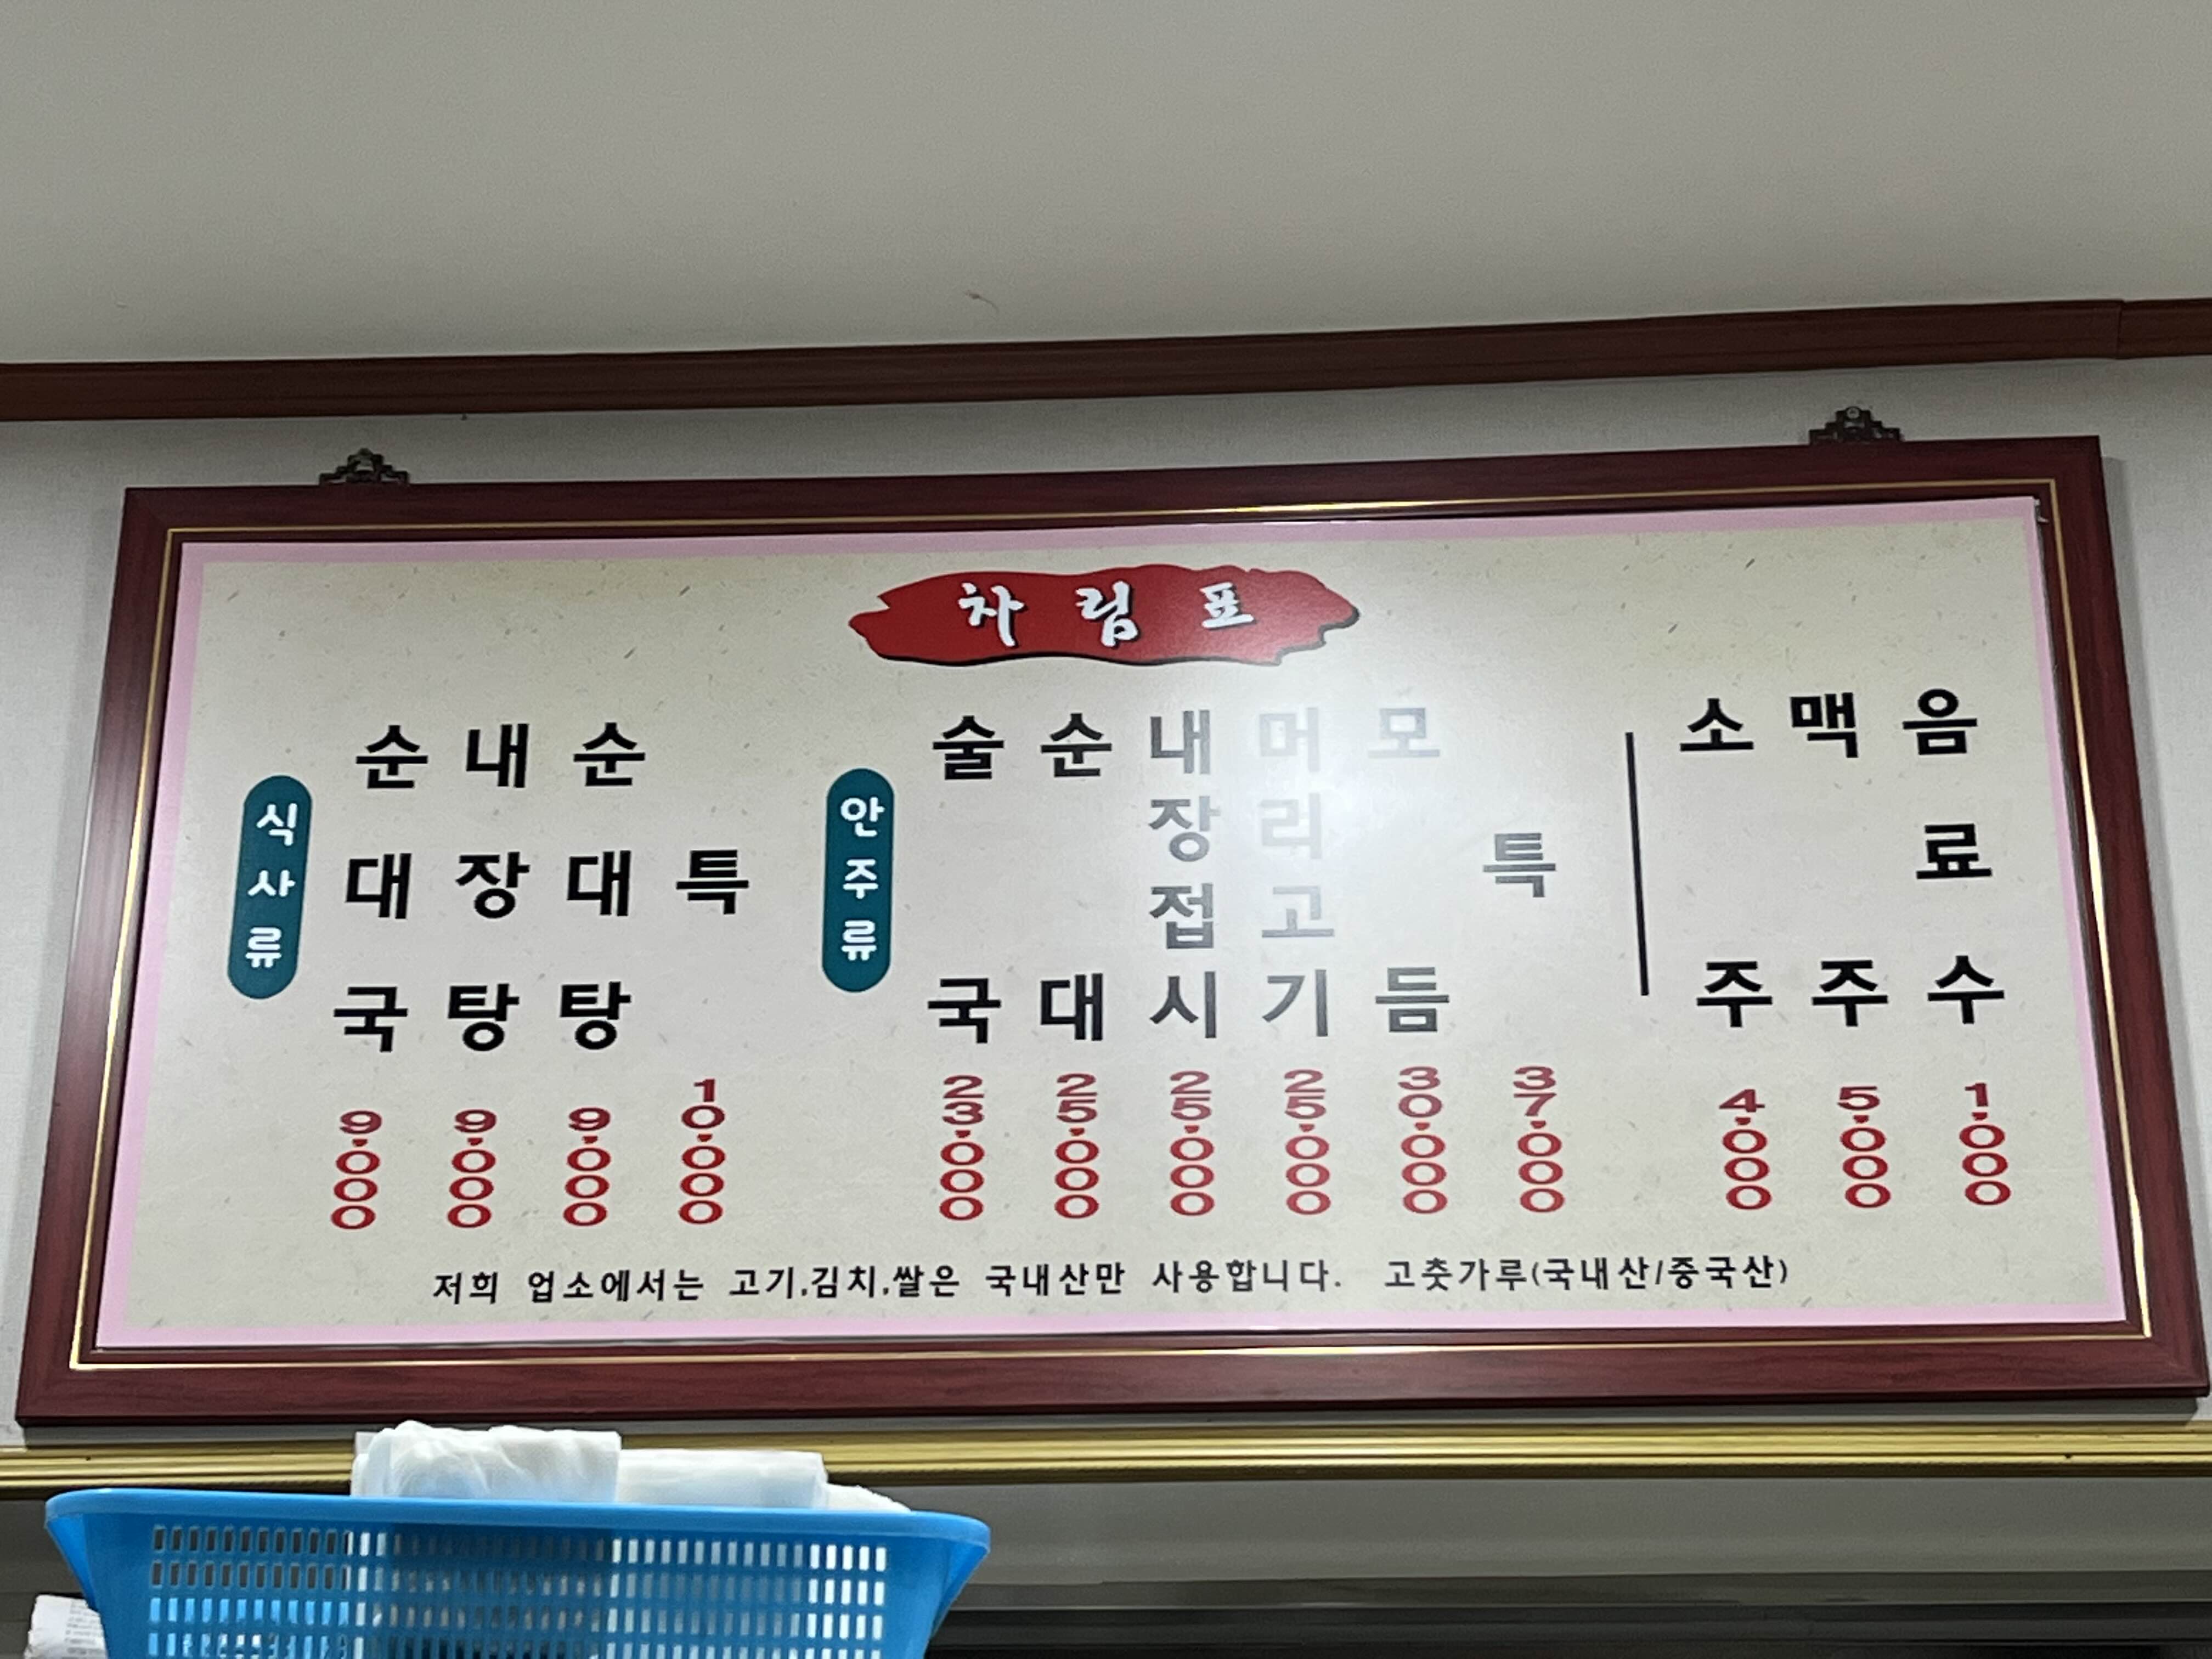 차림표
식사류
순대국 9,000
내장탕 9,000
순대탕 9,000
특 10,000
안주류
술국 23,000
순대 25,000
내장접시 25,000
머리고기 25,000
모듬 30,000
특 37,000
소주 4,000
맥주 5,000
음료수 1,000
저희 업소에서는 고기,김치,쌀은 국내산만 사용합니다. 고춧가루(국내산/중국산)